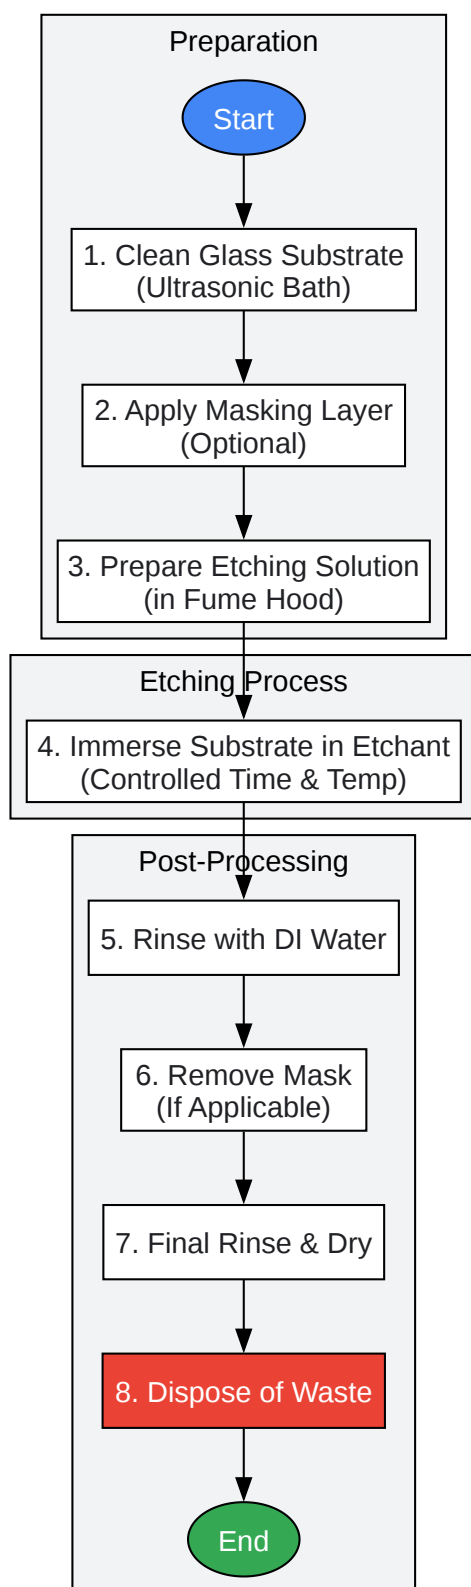 Preparation
Start
1. Clean Glass Substrate
(Ultrasonic Bath)
2. Apply Masking Layer
(Optional)
3. Prepare Etching Solution
(in Fume Hood)
Etching Process
4. Immerse Substrate in Etchant
(Controlled Time & Temp)
Post-Processing
5. Rinse with DI Water
6. Remove Mask
(If Applicable)
7. Final Rinse & Dry
8. Dispose of Waste
End